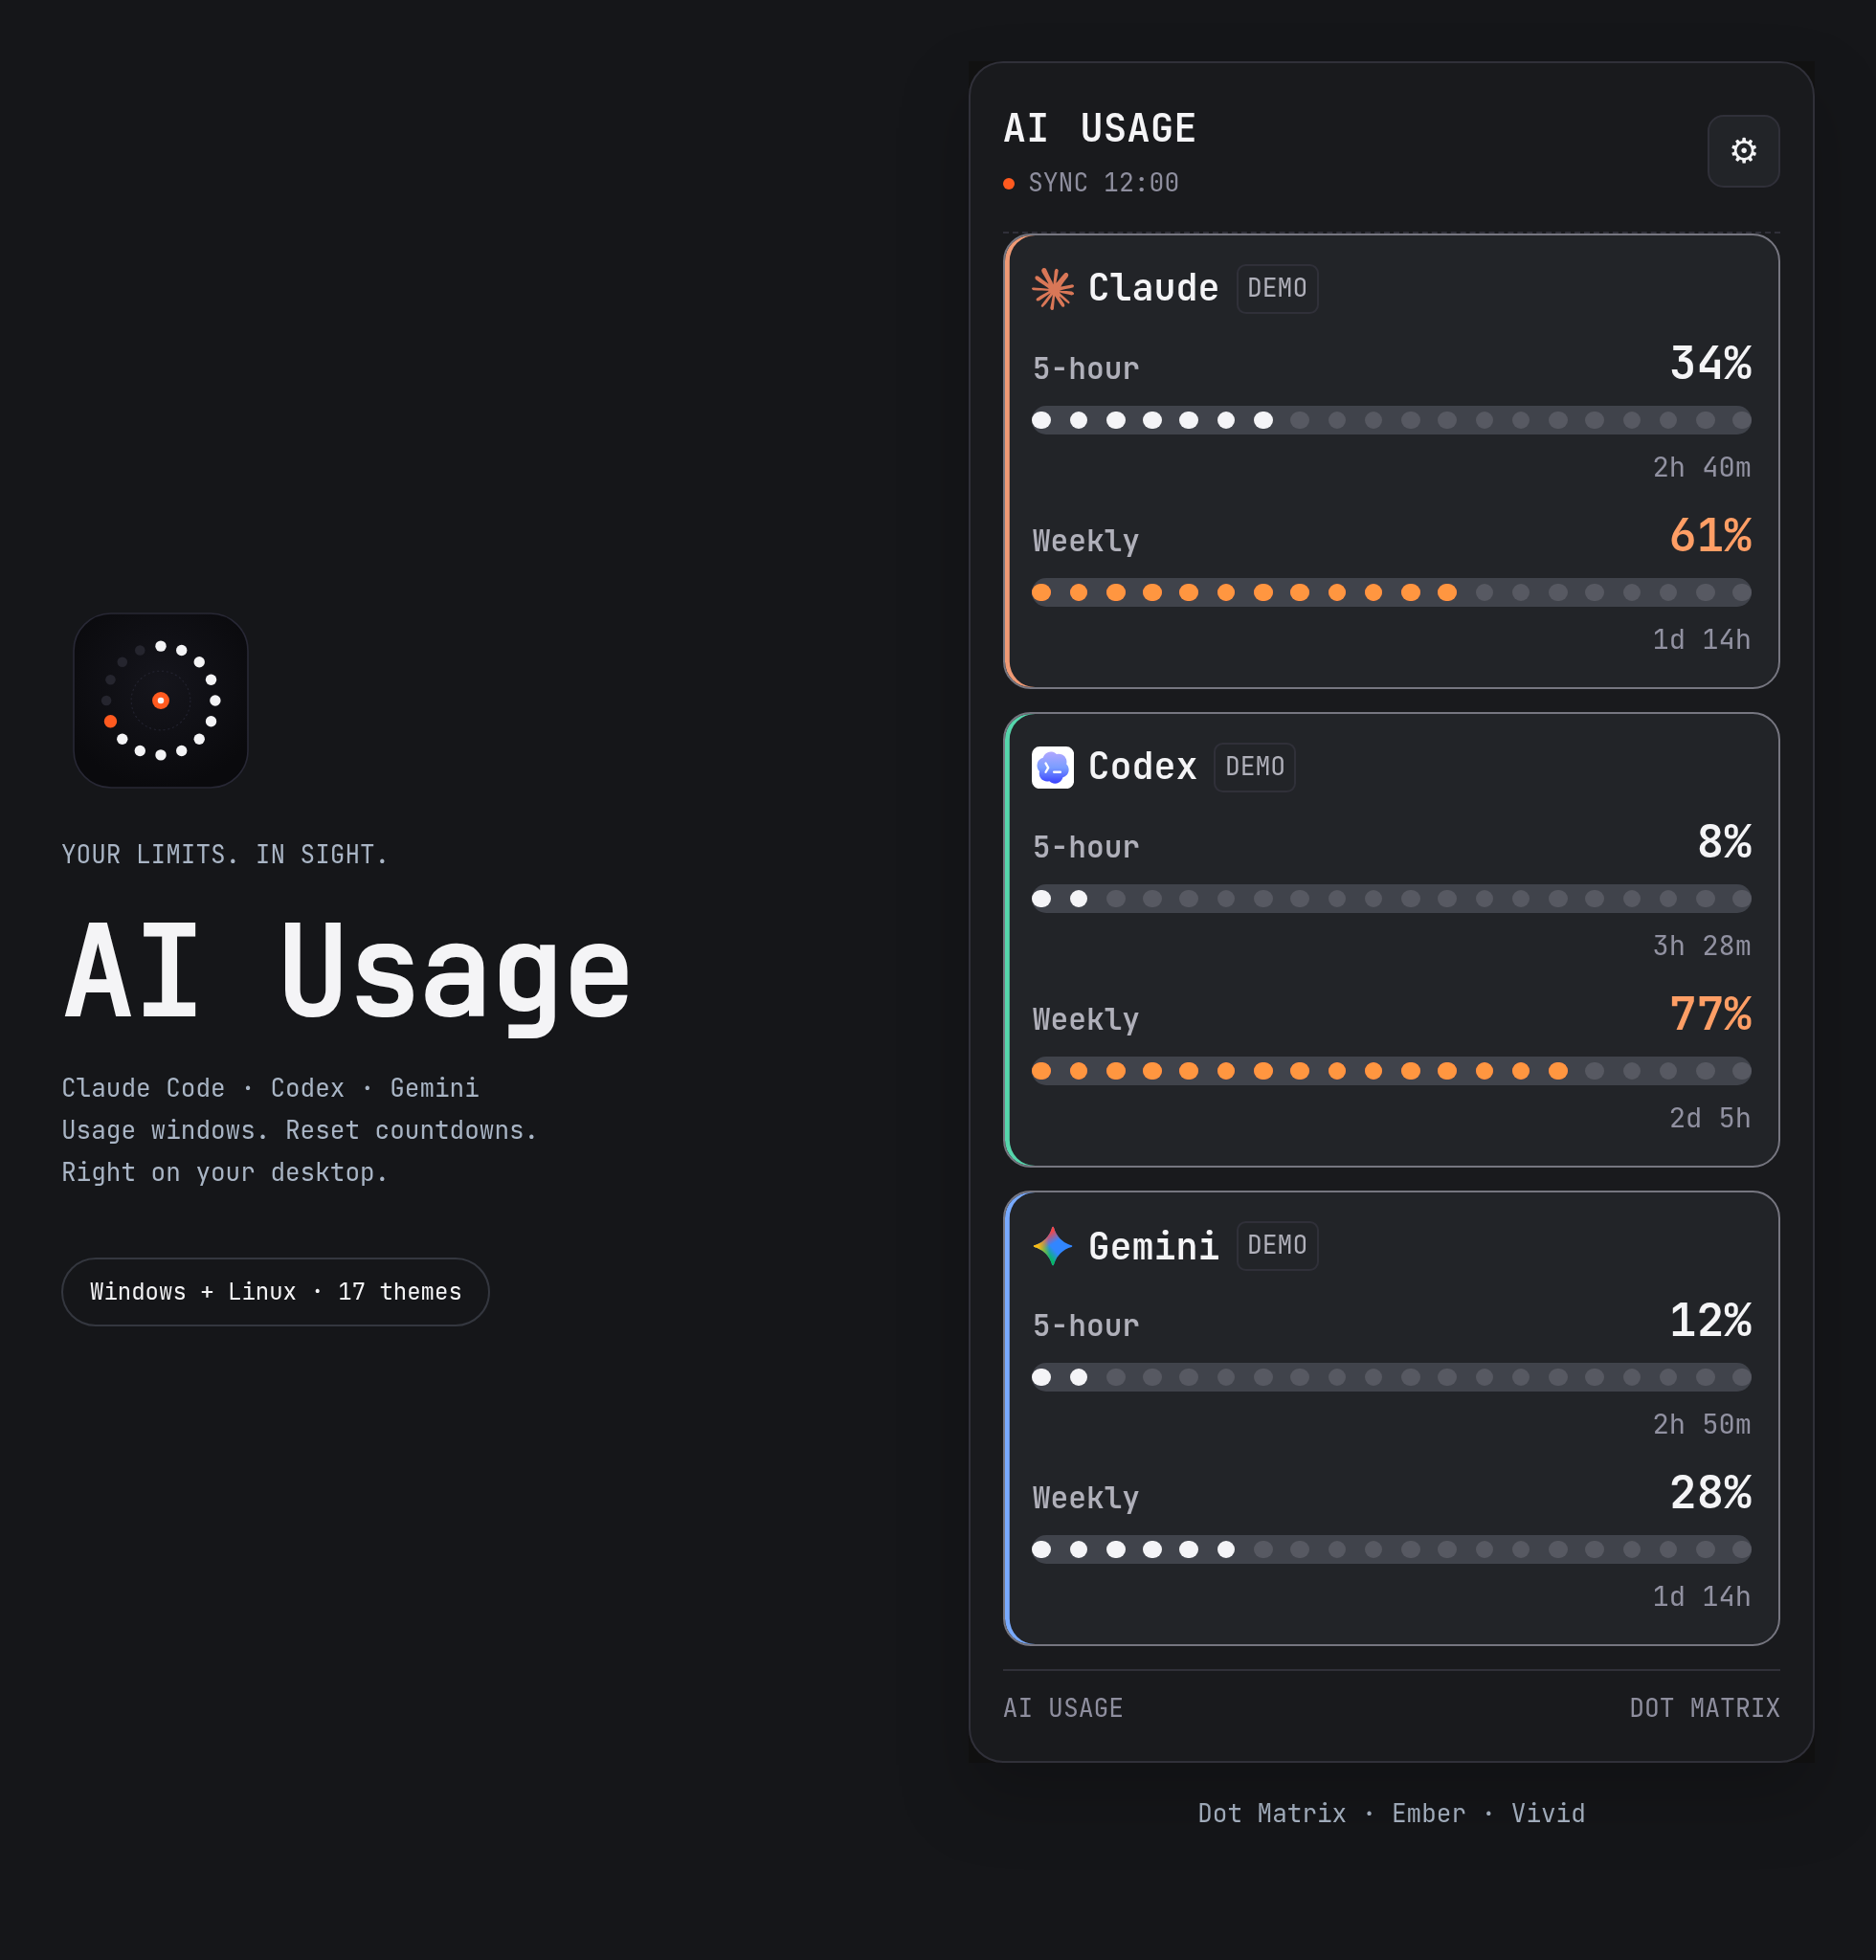 YOUR LIMITS. IN SIGHT.
AI Usage
Claude Code · Codex · Gemini
Usage windows. Reset countdowns.
Right on your desktop.
Windows + Linux · 17 themes
AI USAGE
SYNC 12:00
Claude DEMO
5-hour 34%
2h 40m
Weekly 61%
1d 14h
Codex DEMO
5-hour 8%
3h 28m
Weekly 77%
2d 5h
Gemini DEMO
5-hour 12%
2h 50m
Weekly 28%
1d 14h
AI USAGE DOT MATRIX
Dot Matrix · Ember · Vivid